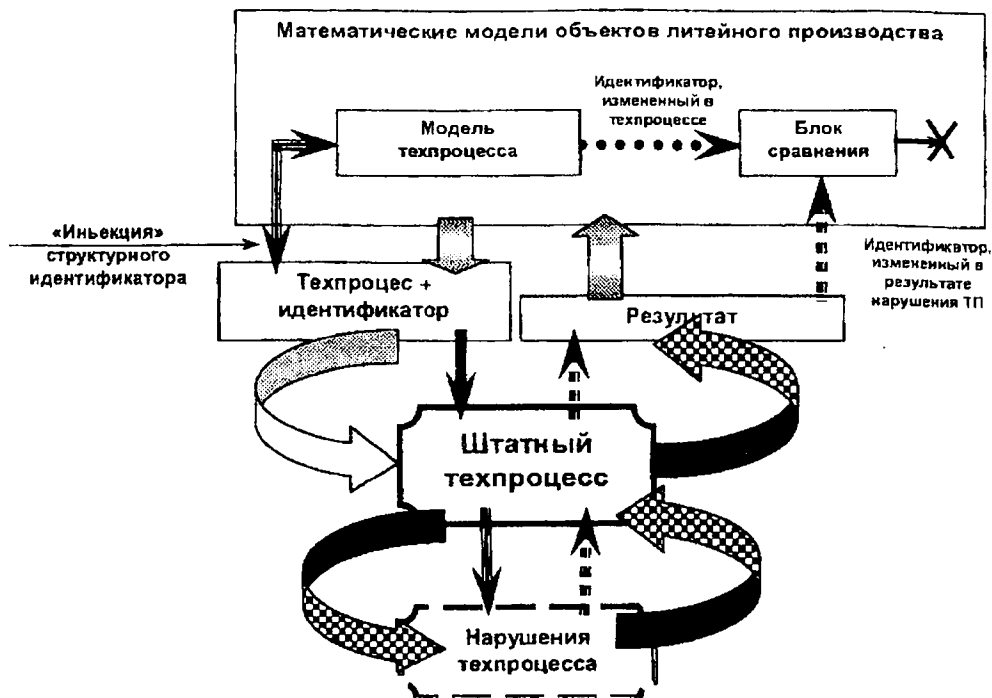 Математические модели объектов литейного производства
Идентификатор,
измененный в
техпроцессе
Модель
техпроцесса
Блок
сравнения
«Иньекция»
структурного
идентификатора
Идентификатор,
измененный в
результате
нарушения ТП
Техпроцес +
идентификатор
Результат
Штатный
техпроцесс
Нарушения
техпроцесса